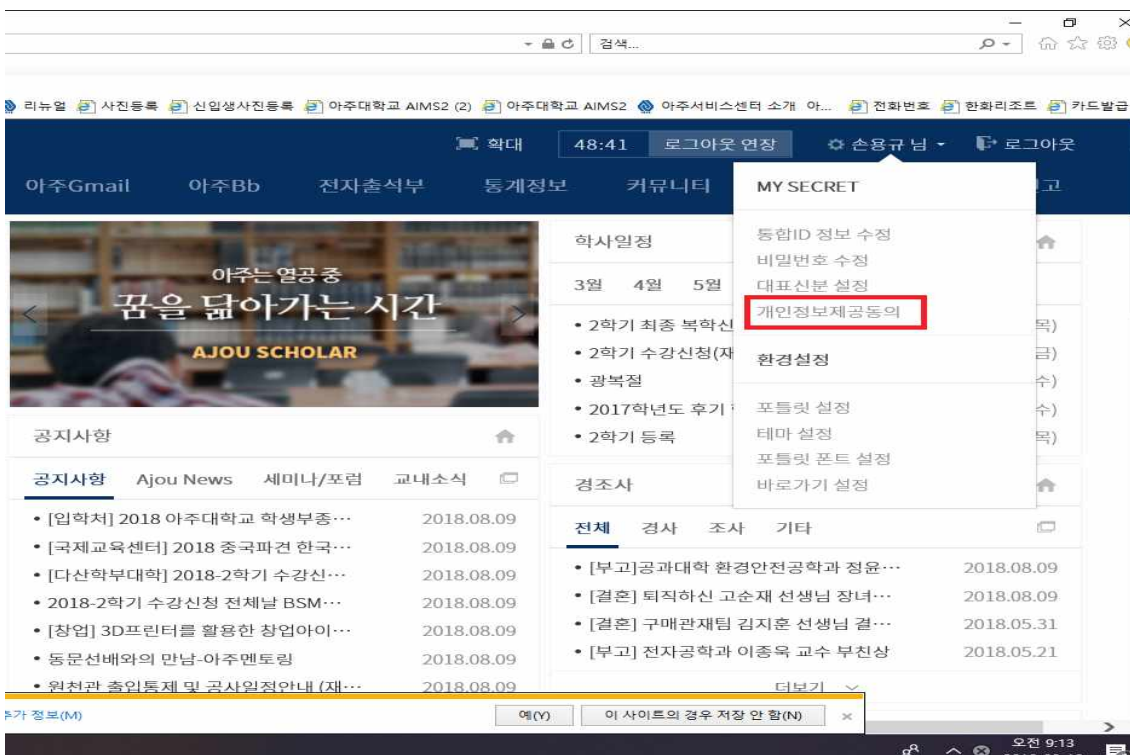 검색...
리뉴얼 사진등록 신입생사진등록 아주대학교 AIMS2 (2) 아주대학교 AIMS2 아주서비스센터 소개 아... 전화번호 한화리조트 카드발급
확대 48:41 로그아웃 연장 손용규 님 로그아웃
아주Gmail 아주Bb 전자출석부 통계정보 커뮤니티
MY SECRET
통합ID 정보 수정
비밀번호 수정
대표신분 설정
개인정보제공동의
환경설정
포틀릿 설정
테마 설정
포틀릿 폰트 설정
바로가기 설정
아주는 열공 중
꿈을 닮아가는 시간
AJOU SCHOLAR
학사일정
3월 4월 5월
• 2학기 최종 복학신
• 2학기 수강신청(재
• 광복절
• 2017학년도 후기
• 2학기 등록
공지사항
공지사항 Ajou News 세미나/포럼 교내소식
• [입학처] 2018 아주대학교 학생부종··· 2018.08.09
• [국제교육센터] 2018 중국파견 한국··· 2018.08.09
• [다산학부대학] 2018-2학기 수강신··· 2018.08.09
• 2018-2학기 수강신청 전체날 BSM··· 2018.08.09
• [창업] 3D프린터를 활용한 창업아이··· 2018.08.09
• 동문선배와의 만남-아주멘토링 2018.08.09
• 원천관 출입통제 및 공사일정안내 (재··· 2018.08.09
경조사
전체 경사 조사 기타
• [부고]공과대학 환경안전공학과 정윤··· 2018.08.09
• [결혼] 퇴직하신 고순재 선생님 장녀··· 2018.08.09
• [결혼] 구매관재팀 김지훈 선생님 결··· 2018.05.31
• [부고] 전자공학과 이종욱 교수 부친상 2018.05.21
더보기
추가 정보(M) 예(Y) 이 사이트의 경우 저장 안 함(N)
오전 9:13